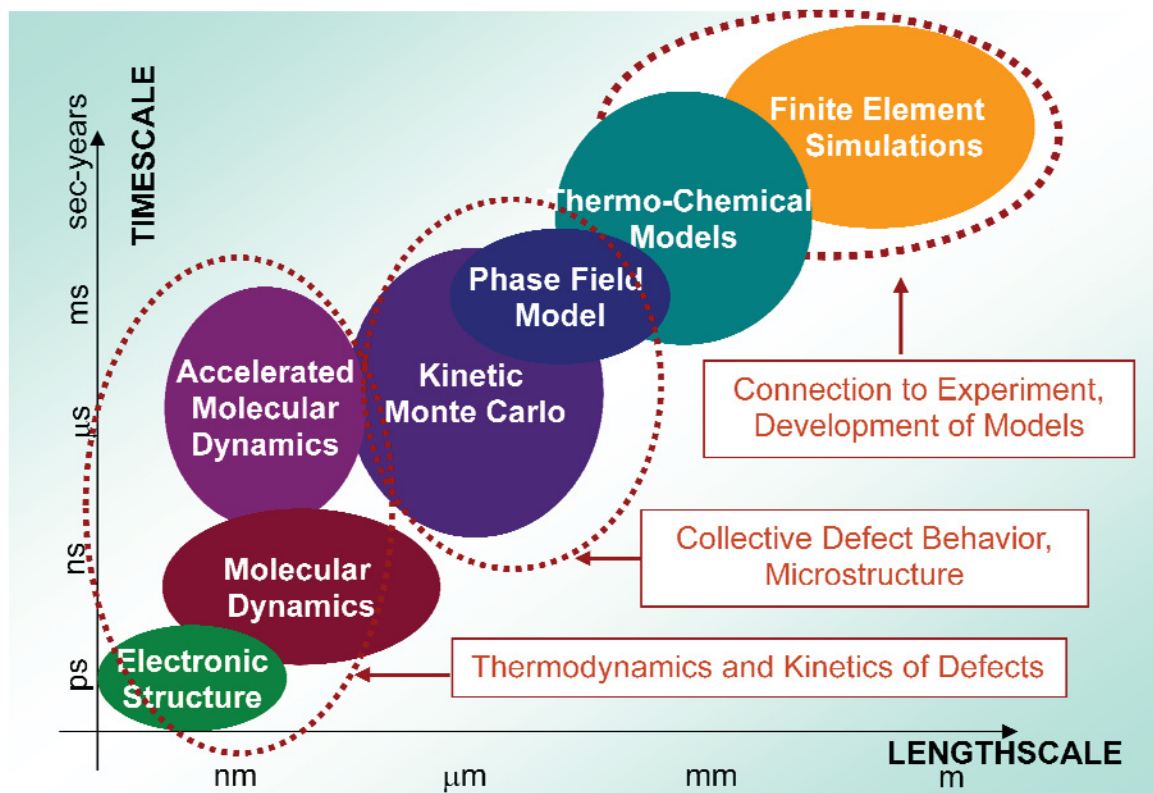 TIMESCALE
sec-years
ms
μs
ns
ps
Finite Element
Simulations
Thermo-Chemical
Models
Phase Field
Model
Accelerated
Molecular
Dynamics
Kinetic
Monte Carlo
Molecular
Dynamics
Electronic
Structure
Connection to Experiment,
Development of Models
Collective Defect Behavior,
Microstructure
Thermodynamics and Kinetics of Defects
LENGTHSCALE
nm
μm
mm
m